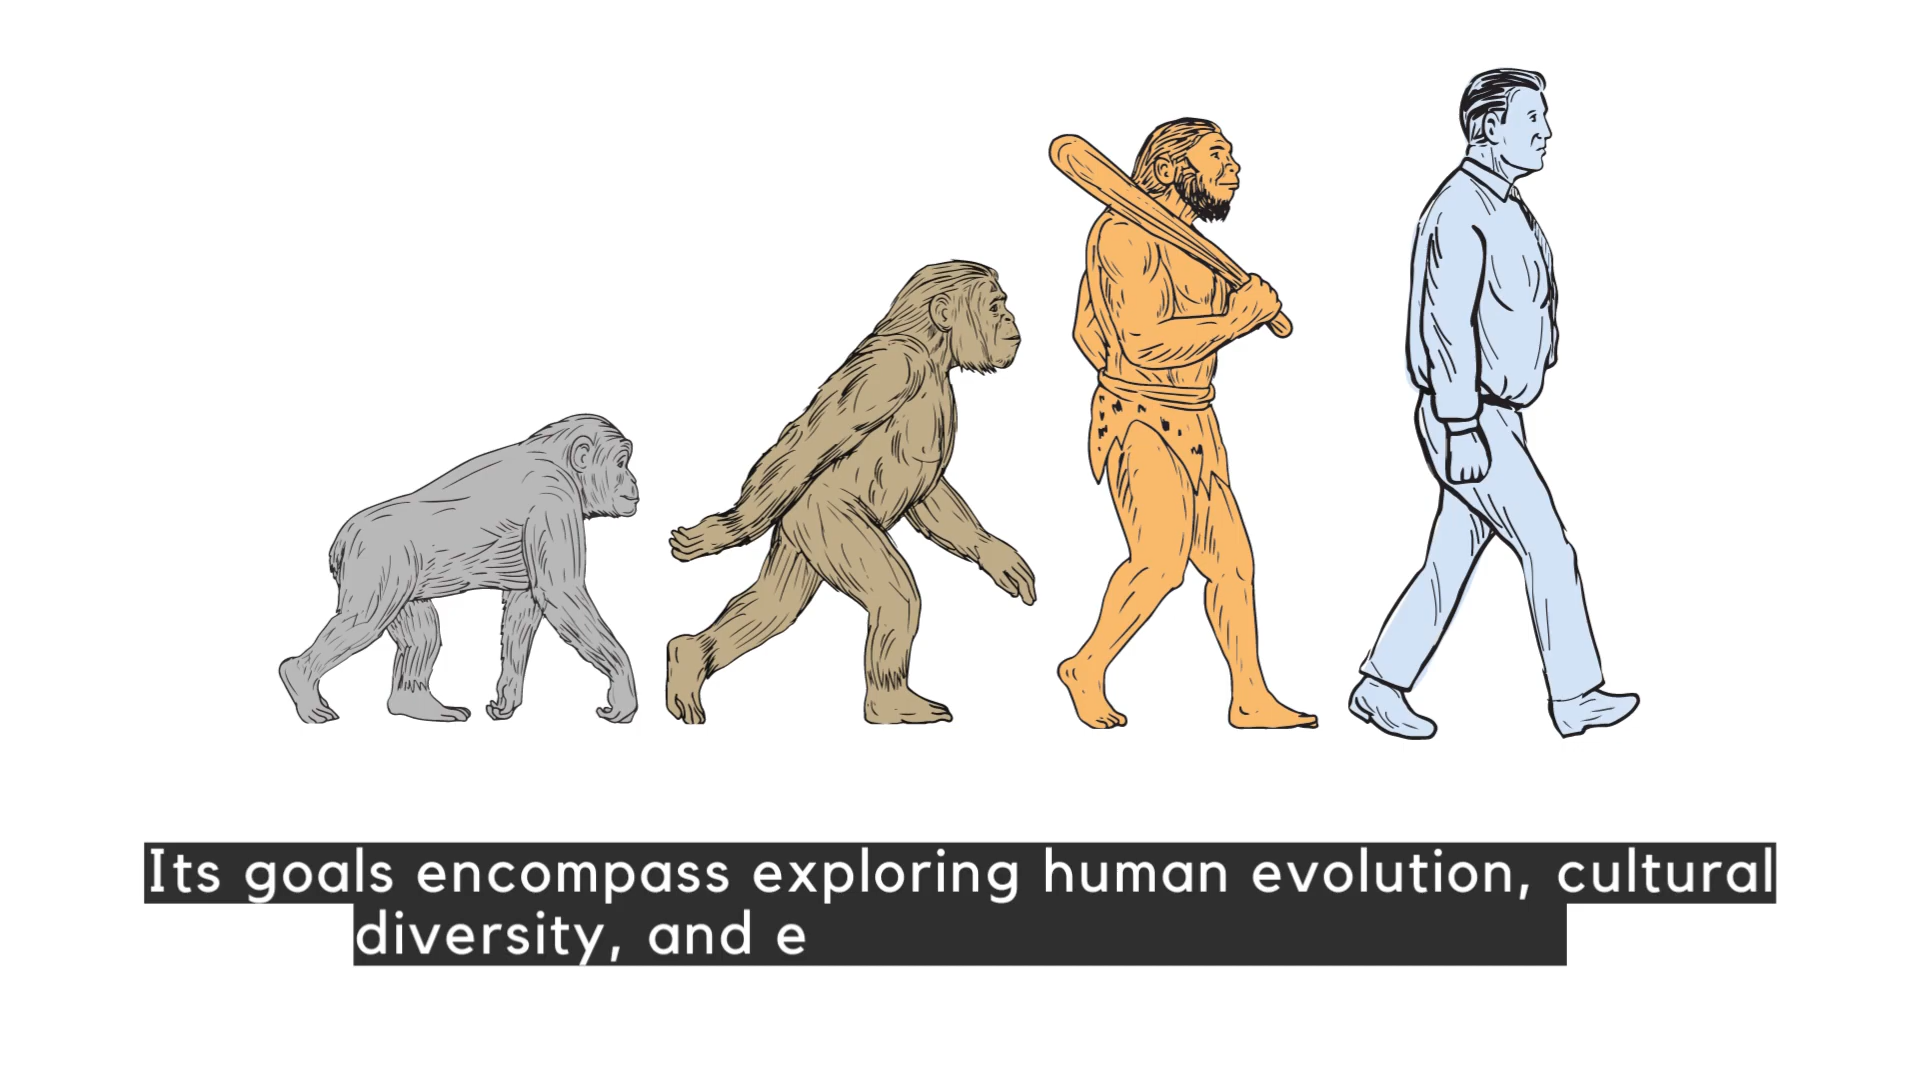 Its goals encompass exploring human evolution, cultural
diversity, and e